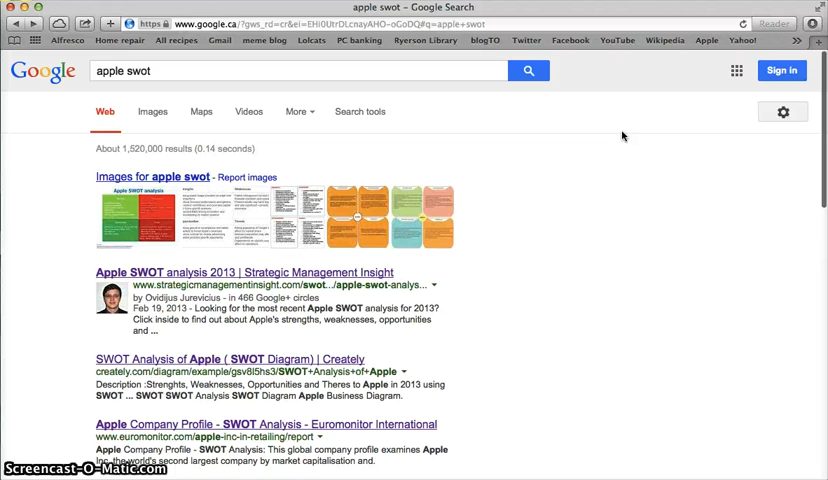 apple swot - Google Search
https www.google.ca/?gws_rd=cr&ei=EHi0UtrDLcnayAHO-oGoDQ#q=apple+swot Reader
Alfresco Home repair All recipes Gmail meme blog Lolcats PC banking Ryerson Library blogTO Twitter Facebook YouTube Wikipedia Apple Yahoo! »
Google apple swot Sign in
Web Images Maps Videos More Search tools
About 1,520,000 results (0.14 seconds)
Images for apple swot - Report images
Apple SWOT analysis
Apple SWOT analysis 2013 | Strategic Management Insight
www.strategicmanagementinsight.com/swot.../apple-swot-analys...
by Ovidijus Jurevicius - in 466 Google+ circles
Feb 19, 2013 - Looking for the most recent Apple SWOT analysis for 2013?
Click inside to find out about Apple's strengths, weaknesses, opportunities
and ...
SWOT Analysis of Apple ( SWOT Diagram) | Creately
creately.com/diagram/example/gsv8l5hs3/SWOT+Analysis+of+Apple
Description :Strenghts, Weaknesses, Opportunities and Theres to Apple in 2013 using
SWOT ... SWOT SWOT Analysis SWOT Diagram Apple Business Diagram.
Apple Company Profile - SWOT Analysis - Euromonitor International
www.euromonitor.com/apple-inc-in-retailing/report
Apple Company Profile - SWOT Analysis: This global company profile examines Apple
Inc, the world's second largest company by market capitalisation and.
Screencast-O-Matic.com